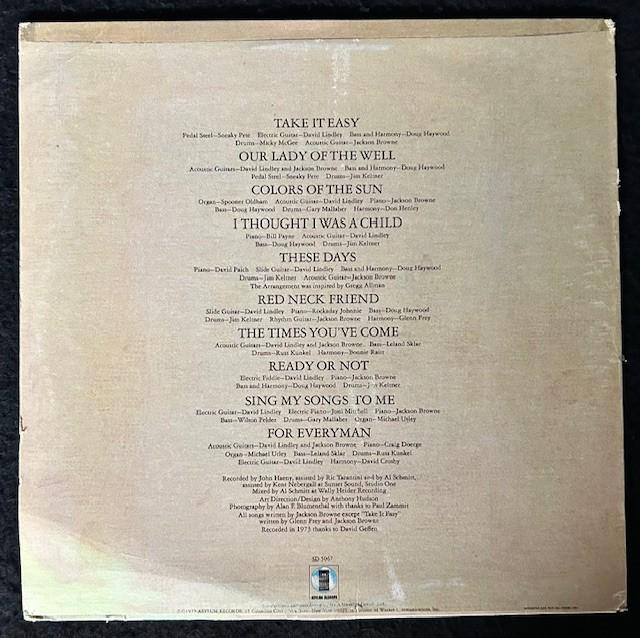 TAKE IT EASY
Pedal Steel—Sneaky Pete Electric Guitar—David Lindley Bass and Harmony—Doug Haywood
Drums—Micky McGee Acoustic Guitar—Jackson Browne
OUR LADY OF THE WELL
Acoustic Guitars—David Lindley and Jackson Browne Bass and Harmony—Doug Haywood
Pedal Steel—Sneaky Pete Drums—Jim Keltner
COLORS OF THE SUN
Organ—Spooner Oldham Acoustic Guitar—David Lindley Piano—Jackson Browne
Bass—Doug Haywood Drums—Gary Mallaber Harmony—Don Henley
I THOUGHT I WAS A CHILD
Piano—Bill Payne Acoustic Guitar—David Lindley
Bass—Doug Haywood Drums—Jim Keltner
THESE DAYS
Piano—David Paich Slide Guitar—David Lindley Bass and Harmony—Doug Haywood
Drums—Jim Keltner Acoustic Guitar—Jackson Browne
The Arrangement was inspired by Gregg Allman
RED NECK FRIEND
Slide Guitar—David Lindley Piano—Rockaday Johnnie Bass—Doug Haywood
Drums—Jim Keltner Rhythm Guitar—Jackson Browne Harmony—Glenn Frey
THE TIMES YOU'VE COME
Acoustic Guitars—David Lindley and Jackson Browne Bass—Leland Sklar
Drums—Russ Kunkel Harmony—Bonnie Raitt
READY OR NOT
Electric Fiddle—David Lindley Piano—Jackson Browne
Bass and Harmony—Doug Haywood Drums—Jim Keltner
SING MY SONGS TO ME
Electric Guitar—David Lindley Electric Piano—Joni Mitchell Piano—Jackson Browne
Bass—Wilton Felder Drums—Gary Mallaber Organ—Michael Utley
FOR EVERYMAN
Acoustic Guitars—David Lindley and Jackson Browne Piano—Craig Doerge
Organ—Michael Utley Bass—Leland Sklar Drums—Russ Kunkel
Electric Guitar—David Lindley Harmony—David Crosby
Recorded by John Haeny, assisted by Ric Tarantini and by Al Schmitt,
assisted by Kent Nebergall at Sunset Sound, Studio One
Mixed by Al Schmitt at Wally Heider Recording
Art Direction/Design by Anthony Hudson
Photography by Alan F. Blumenthal with thanks to Paul Zammit
All songs written by Jackson Browne except "Take It Easy"
written by Glenn Frey and Jackson Browne
Recorded in 1973 thanks to David Geffen
SD 5067
ASYLUM RECORDS